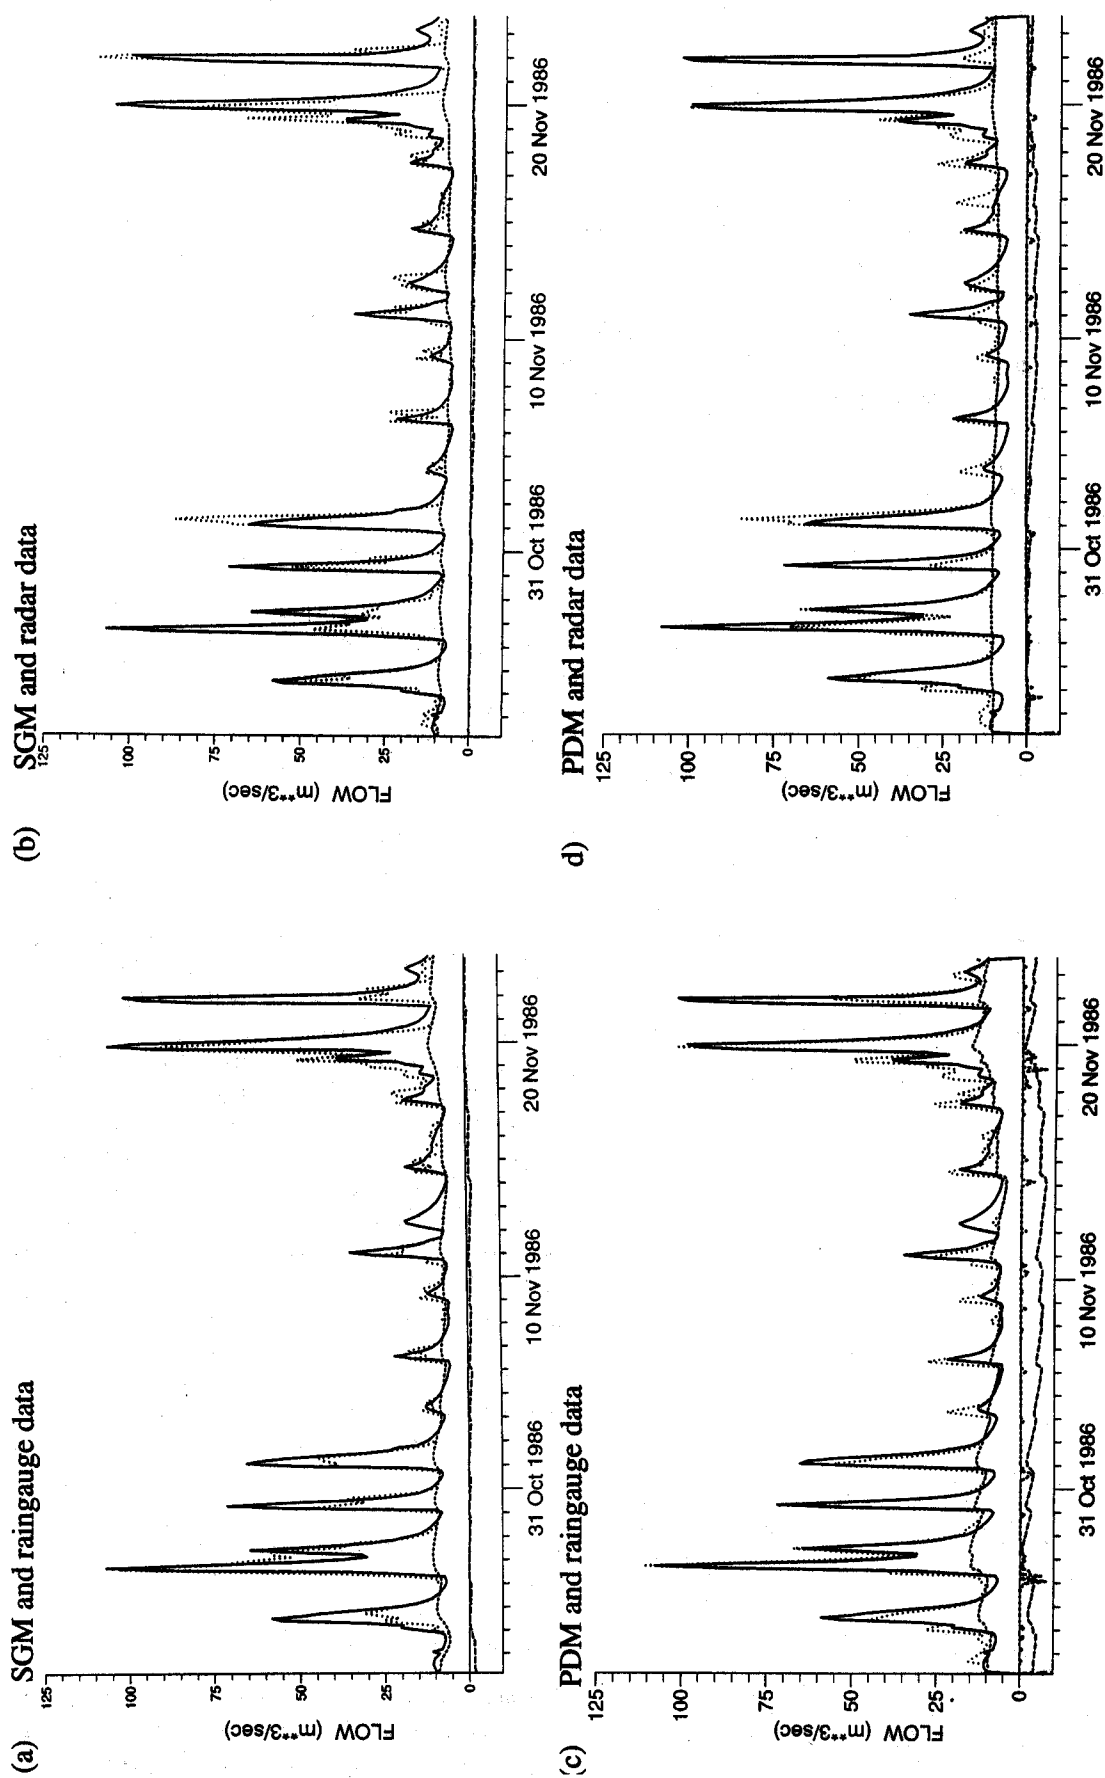 (a) SGM and raingauge data
125
100
75
50
25
0
FLOW (m**3/sec)
31 Oct 1986
10 Nov 1986
20 Nov 1986
(b) SGM and radar data
125
100
75
50
25
0
FLOW (m**3/sec)
31 Oct 1986
10 Nov 1986
20 Nov 1986
(c) PDM and raingauge data
125
100
75
50
25
0
FLOW (m**3/sec)
31 Oct 1986
10 Nov 1986
20 Nov 1986
d) PDM and radar data
125
100
75
50
25
0
FLOW (m**3/sec)
31 Oct 1986
10 Nov 1986
20 Nov 1986